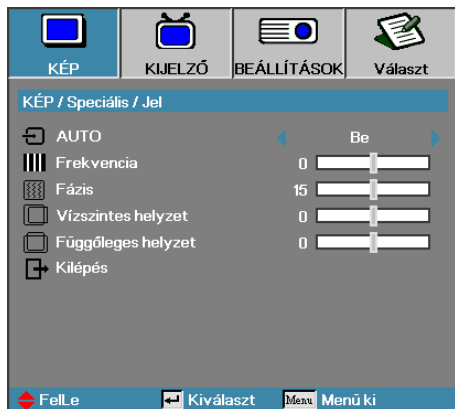 KÉP KIJELZŐ BEÁLLÍTÁSOK Választ
KÉP / Speciális / Jel
AUTO Be
Frekvencia 0
Fázis 15
Vízszintes helyzet 0
Függőleges helyzet 0
Kilépés
FelLe Kiválaszt Menu Menü ki